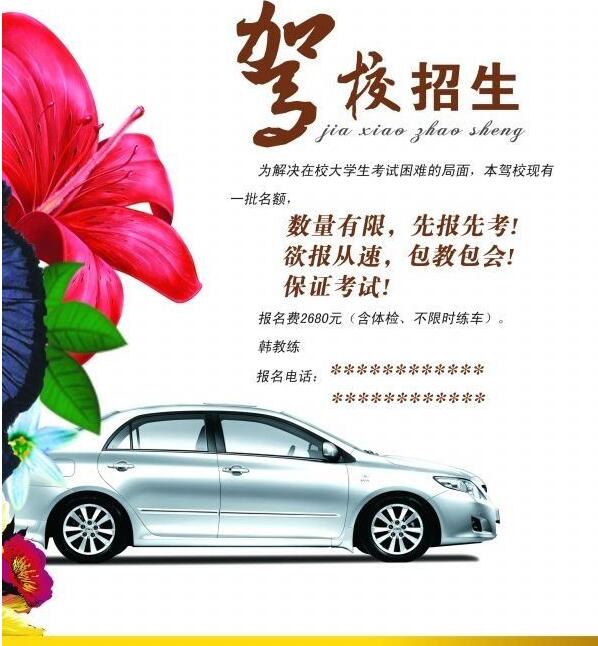 驾校招生
jia xiao zhao sheng
为解决在校大学生考试困难的局面，本驾校现有
一批名额，
数量有限，先报先考!
欲报从速，包教包会!
保证考试!
报名费2680元（含体检、不限时练车）。
韩教练
报名电话：************
************